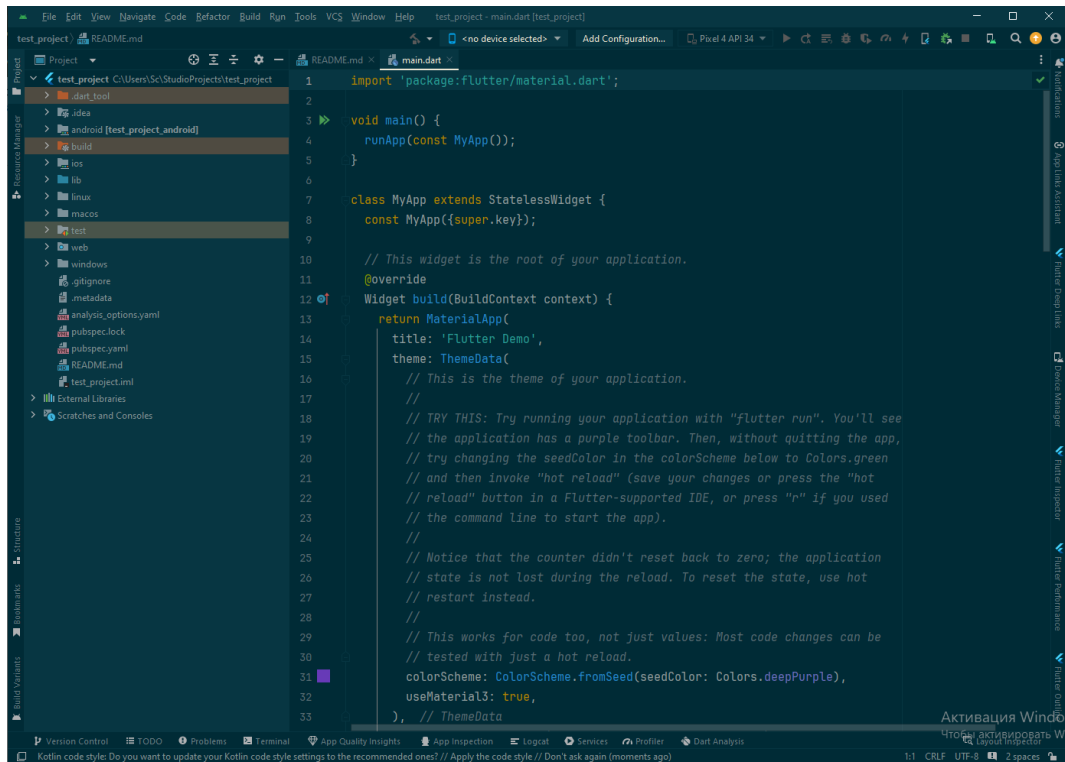 File Edit View Navigate Code Refactor Build Run Tools VCS Window Help test_project - main.dart [test_project]
test_project README.md <no device selected> Add Configuration... Pixel 4 API 34
Project
README.md main.dart
test_project C:\Users\Sc\StudioProjects\test_project
.dart_tool
.idea
android [test_project_android]
build
ios
lib
linux
macos
test
web
windows
.gitignore
.metadata
analysis_options.yaml
pubspec.lock
pubspec.yaml
README.md
test_project.iml
External Libraries
Scratches and Consoles
1 import 'package:flutter/material.dart';
2
3 void main() {
4 runApp(const MyApp());
5 }
6
7 class MyApp extends StatelessWidget {
8 const MyApp({super.key});
9
10 // This widget is the root of your application.
11 @override
12 Widget build(BuildContext context) {
13 return MaterialApp(
14 title: 'Flutter Demo',
15 theme: ThemeData(
16 // This is the theme of your application.
17 //
18 // TRY THIS: Try running your application with "flutter run". You'll see
19 // the application has a purple toolbar. Then, without quitting the app,
20 // try changing the seedColor in the colorScheme below to Colors.green
21 // and then invoke "hot reload" (save your changes or press the "hot
22 // reload" button in a Flutter-supported IDE, or press "r" if you used
23 // the command line to start the app).
24 //
25 // Notice that the counter didn't reset back to zero; the application
26 // state is not lost during the reload. To reset the state, use hot
27 // restart instead.
28 //
29 // This works for code too, not just values: Most code changes can be
30 // tested with just a hot reload.
31 colorScheme: ColorScheme.fromSeed(seedColor: Colors.deepPurple),
32 useMaterial3: true,
33 ), // ThemeData
Project
Resource Manager
Structure
Bookmarks
Build Variants
Notifications
App Links Assistant
Flutter Deep Links
Device Manager
Flutter Inspector
Flutter Performance
Flutter Outline
Активация Windo
Чтобы активировать W
Version Control TODO Problems Terminal App Quality Insights App Inspection Logcat Services Profiler Dart Analysis Layout Inspector
Kotlin code style: Do you want to update your Kotlin code style settings to the recommended ones? // Apply the code style // Don't ask again (moments ago) 1:1 CRLF UTF-8 2 spaces